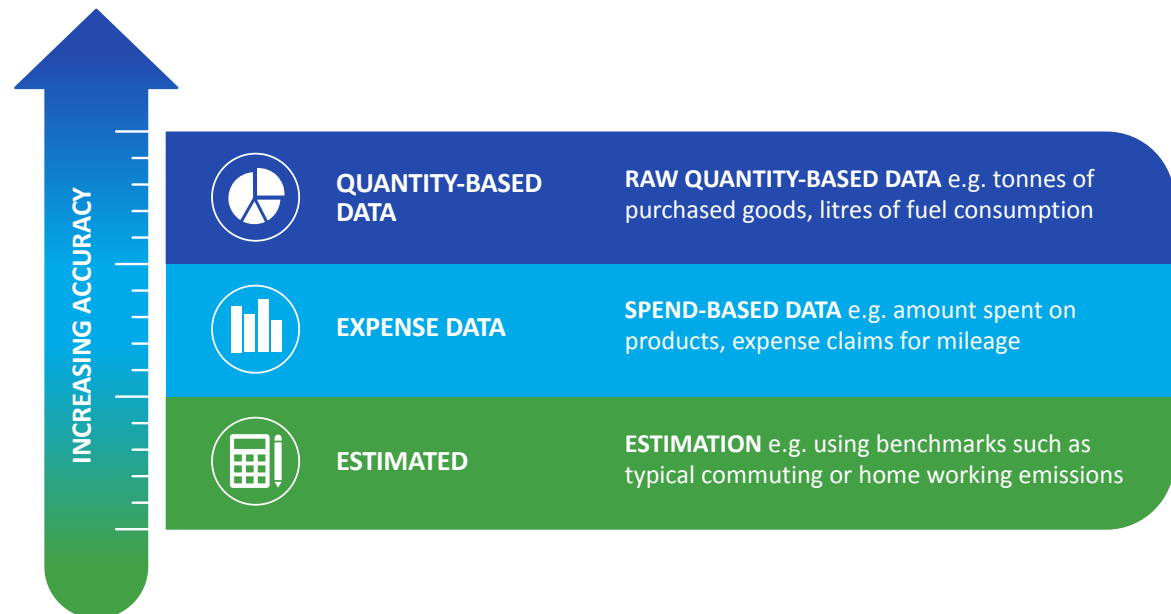 INCREASING ACCURACY
QUANTITY-BASED
DATA
RAW QUANTITY-BASED DATA e.g. tonnes of
purchased goods, litres of fuel consumption
EXPENSE DATA
SPEND-BASED DATA e.g. amount spent on
products, expense claims for mileage
ESTIMATED
ESTIMATION e.g. using benchmarks such as
typical commuting or home working emissions